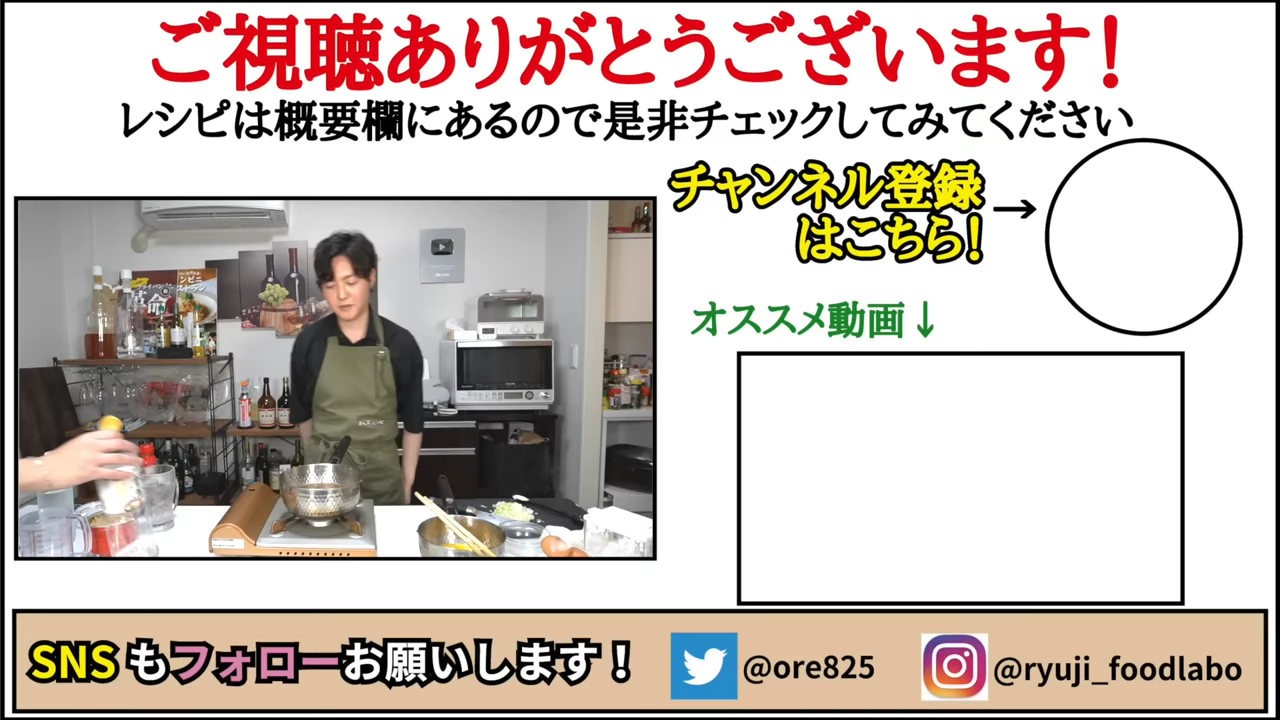 ご視聴ありがとうございます!
レシピは概要欄にあるので是非チェックしてみてください
チャンネル登録
はこちら!
→
オススメ動画↓
革命
SNSもフォローお願いします!
@ore825
@ryuji_foodlabo